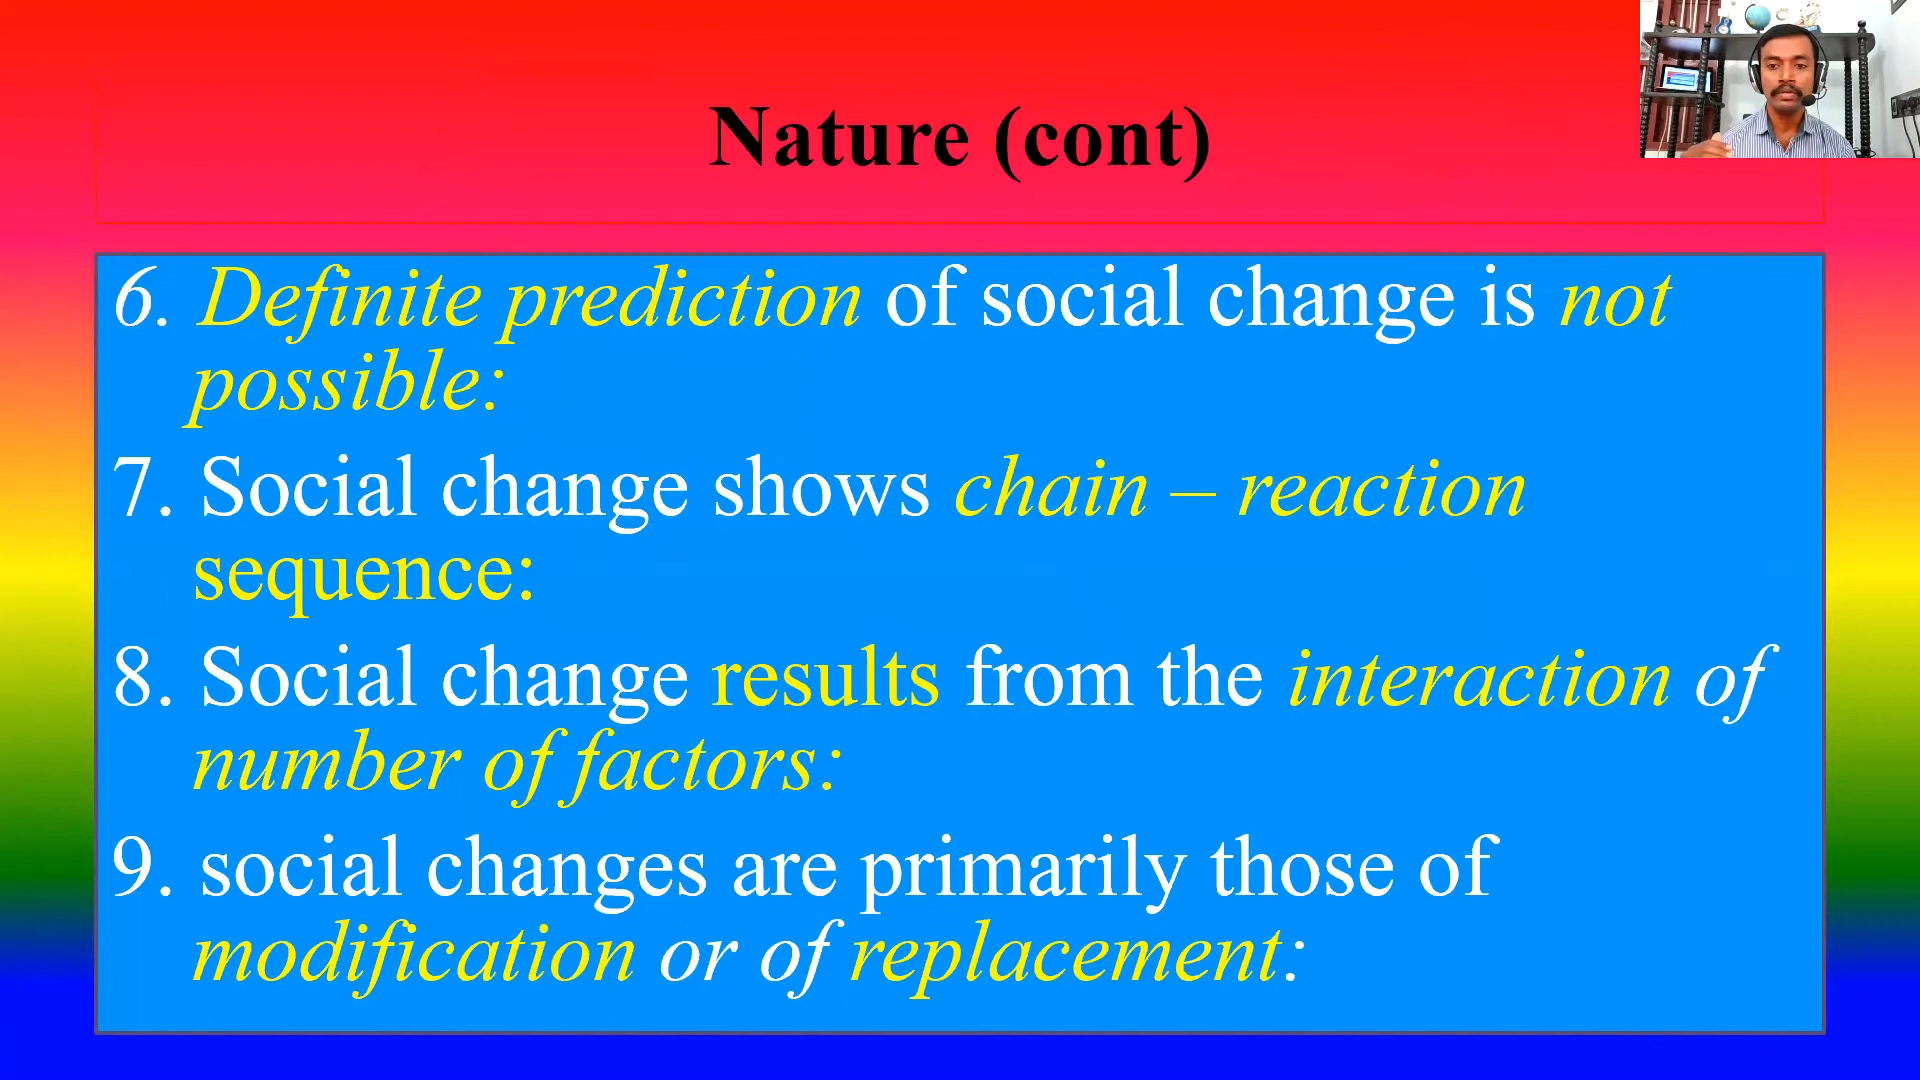 Nature (cont)
6. Definite prediction of social change is not
possible:
7. Social change shows chain – reaction
sequence:
8. Social change results from the interaction of
number of factors:
9. social changes are primarily those of
modification or of replacement: